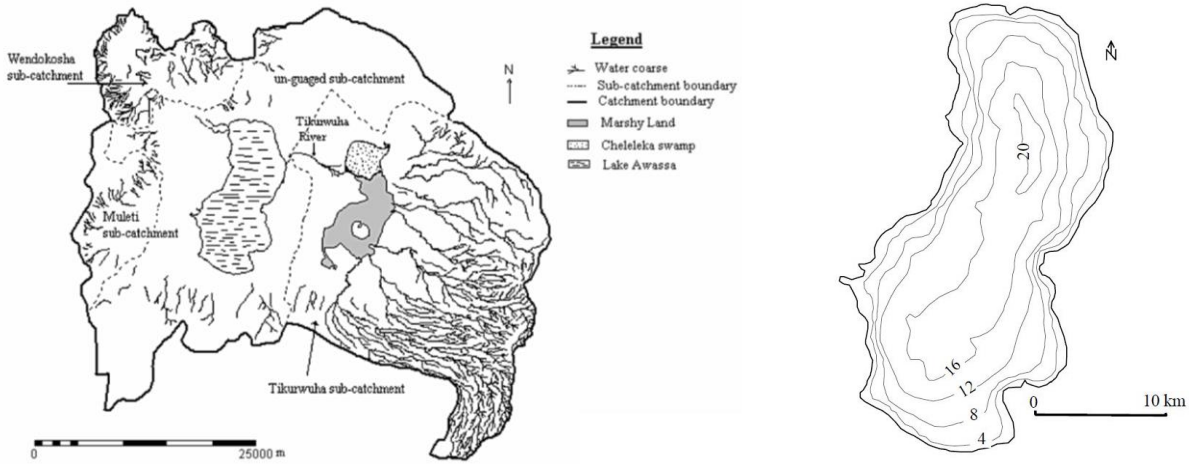 Wendokosha
sub-catchment
un-guaged sub-catchment
Tikurwuha
River
Muleti
sub-catchment
Tikurwuha sub-catchment
0 25000 m
N
Legend
Water coarse
Sub-catchment boundary
Catchment boundary
Marshy Land
Cheleleka swamp
Lake Awassa
N
20
16
12
8
4
0 10 km